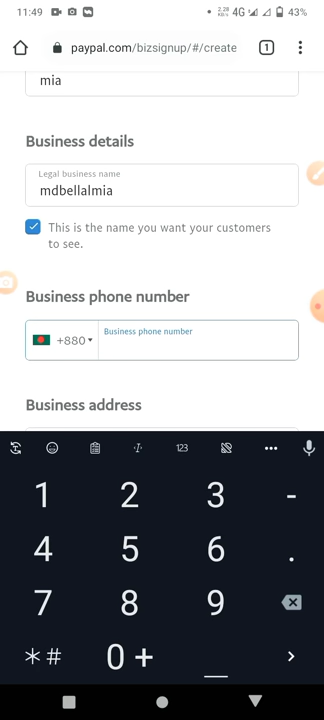 11:49
2.28 KB/s 4G 43%
paypal.com/bizsignup/#/create
1
mia
Business details
Legal business name
mdbellalmia
This is the name you want your customers
to see.
Business phone number
+880
Business phone number
Business address
123
1 2 3 -
4 5 6 .
7 8 9
*# 0 +